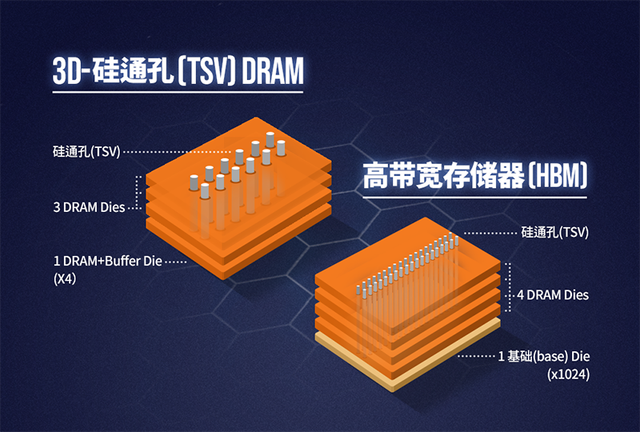 3D-硅通孔(TSV) DRAM
硅通孔(TSV)
3 DRAM Dies
1 DRAM+Buffer Die
(X4)
高带宽存储器(HBM)
硅通孔(TSV)
4 DRAM Dies
1 基础(base) Die
(x1024)